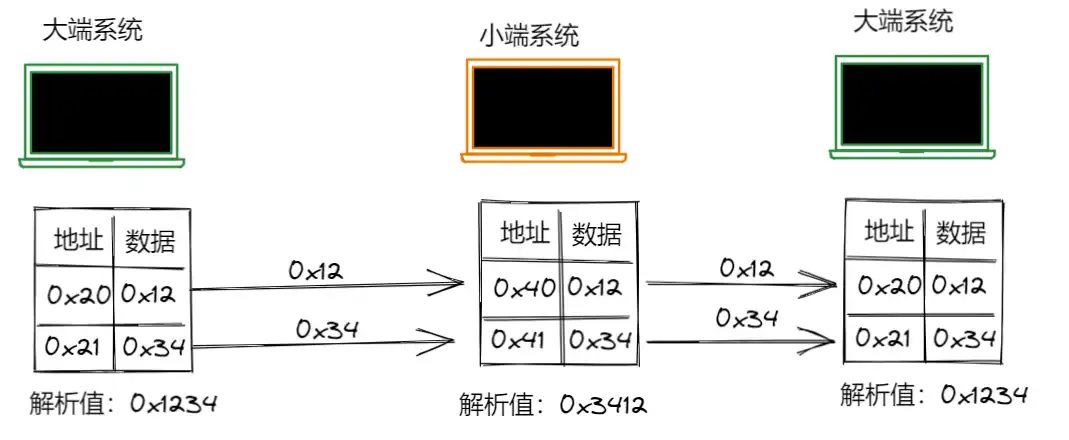 大端系统
小端系统
大端系统
地址 数据
0x20 0x12
0x21 0x34
解析值：0x1234
0x12
0x34
地址 数据
0x40 0x12
0x41 0x34
解析值：0x3412
0x12
0x34
地址 数据
0x20 0x12
0x21 0x34
解析值：0x1234